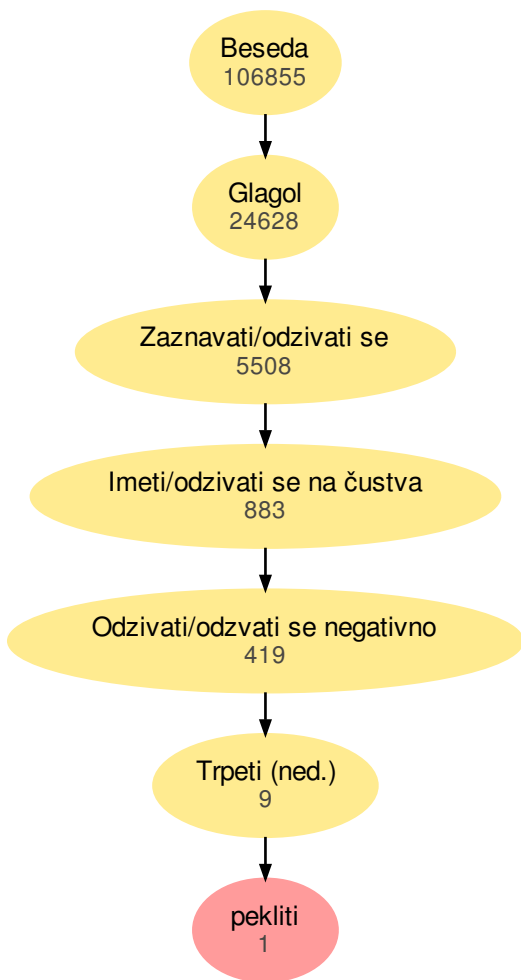 Beseda
106855
Glagol
24628
Zaznavati/odzivati se
5508
Imeti/odzivati se na čustva
883
Odzivati/odzvati se negativno
419
Trpeti (ned.)
9
pekliti
1